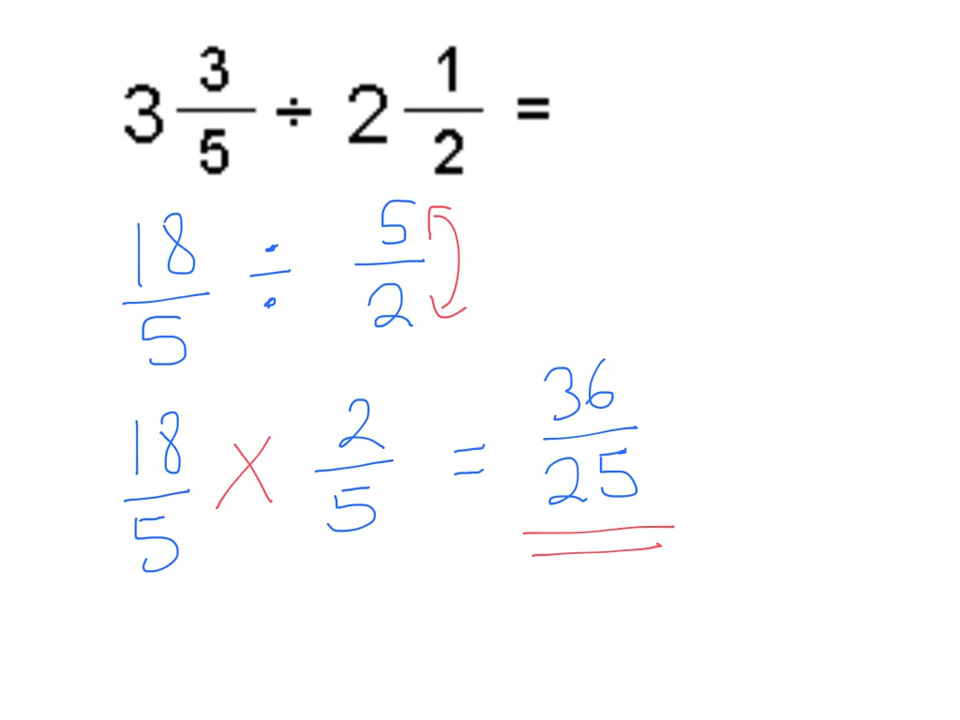 3 3/5 ÷ 2 1/2 =
18/5 ÷ 5/2
18/5 × 2/5 = 36/25